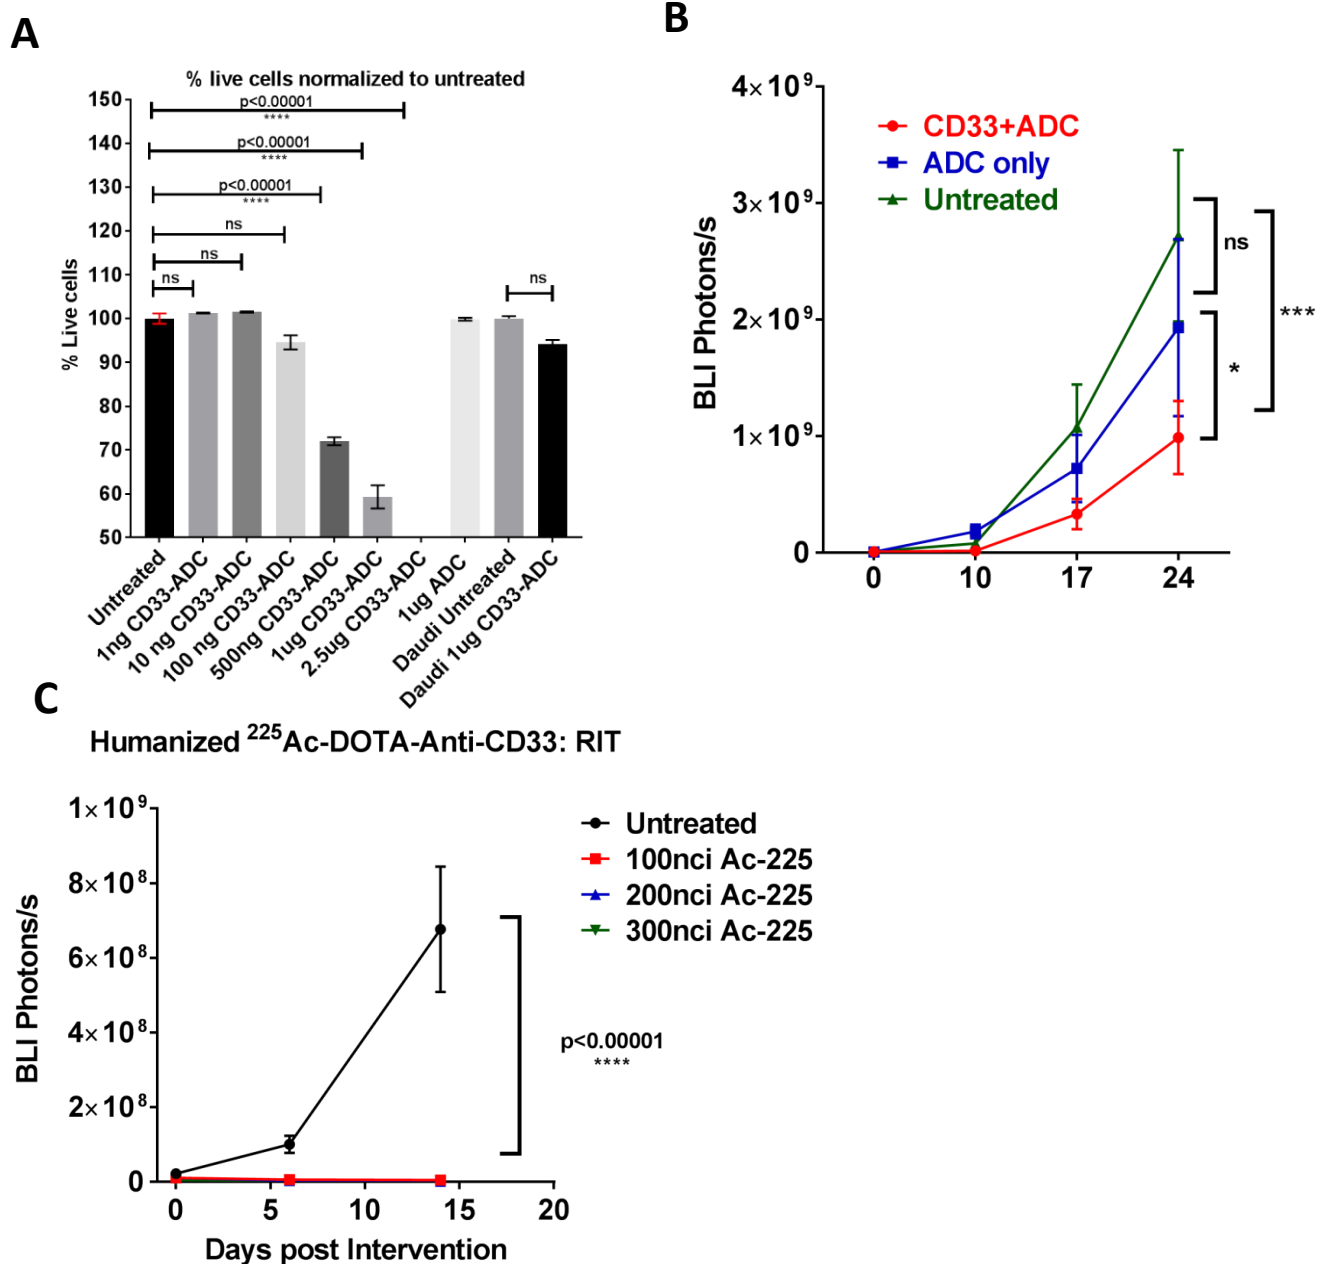 A
% live cells normalized to untreated
p<0.00001
****
p<0.00001
****
p<0.00001
****
ns
ns
ns
ns
% Live cells
150
140
130
120
110
100
90
80
70
60
50
Untreated
1ng CD33-ADC
10 ng CD33-ADC
100 ng CD33-ADC
500ng CD33-ADC
1ug CD33-ADC
2.5ug CD33-ADC
1ug ADC
Daudi Untreated
Daudi 1ug CD33-ADC
B
BLI Photons/s
4×10⁹
3×10⁹
2×10⁹
1×10⁹
0
CD33+ADC
ADC only
Untreated
ns
*
***
0 10 17 24
C
Humanized ²²⁵Ac-DOTA-Anti-CD33: RIT
BLI Photons/s
1×10⁹
8×10⁸
6×10⁸
4×10⁸
2×10⁸
0
Untreated
100nci Ac-225
200nci Ac-225
300nci Ac-225
p<0.00001
****
0 5 10 15 20
Days post Intervention